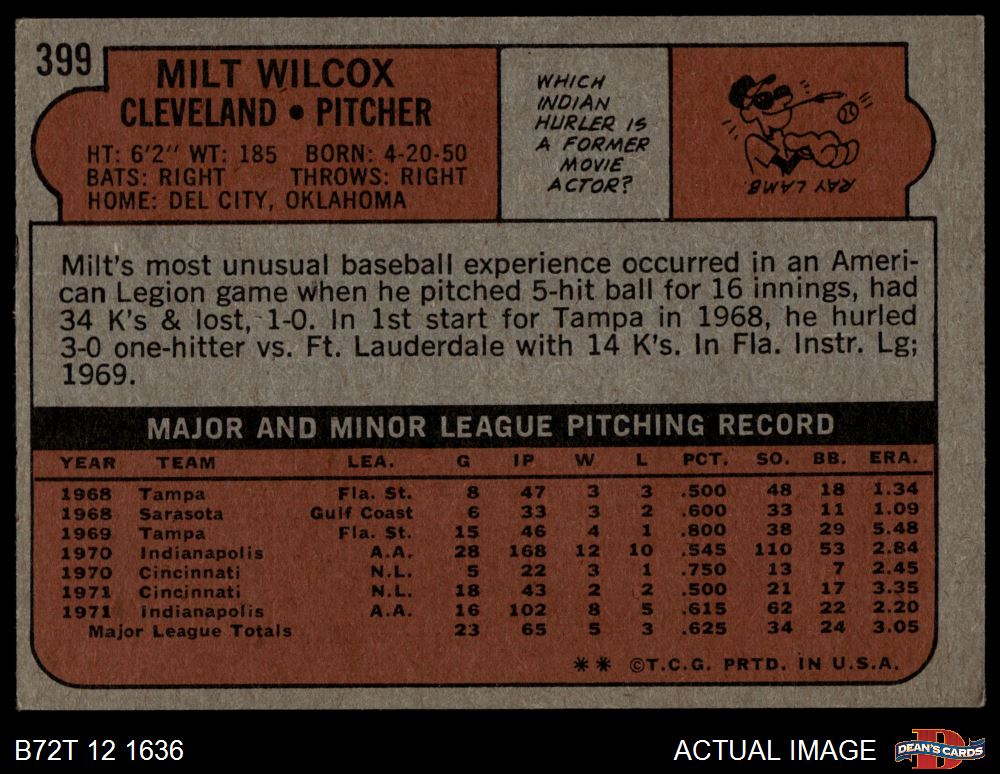 399
MILT WILCOX
CLEVELAND • PITCHER
HT: 6'2" WT: 185 BORN: 4-20-50
BATS: RIGHT THROWS: RIGHT
HOME: DEL CITY, OKLAHOMA
WHICH
INDIAN
HURLER IS
A FORMER
MOVIE
ACTOR?
RAY LAMB.
Milt's most unusual baseball experience occurred in an Ameri-
can Legion game when he pitched 5-hit ball for 16 innings, had
34 K's & lost, 1-0. In 1st start for Tampa in 1968, he hurled
3-0 one-hitter vs. Ft. Lauderdale with 14 K's. In Fla. Instr. Lg;
1969.
MAJOR AND MINOR LEAGUE PITCHING RECORD
YEAR TEAM LEA. G IP W L PCT. SO. BB. ERA.
1968 Tampa Fla. St. 8 47 3 3 .500 48 18 1.34
1968 Sarasota Gulf Coast 6 33 3 2 .600 33 11 1.09
1969 Tampa Fla. St. 15 46 4 1 .800 38 29 5.48
1970 Indianapolis A.A. 28 168 12 10 .545 110 53 2.84
1970 Cincinnati N.L. 5 22 3 1 .750 13 7 2.45
1971 Cincinnati N.L. 18 43 2 2 .500 21 17 3.35
1971 Indianapolis A.A. 16 102 8 5 .615 62 22 2.20
Major League Totals 23 65 5 3 .625 34 24 3.05
** ©T.C.G. PRTD. IN U.S.A.
B72T 12 1636
ACTUAL IMAGE
D
DEAN'S CARDS